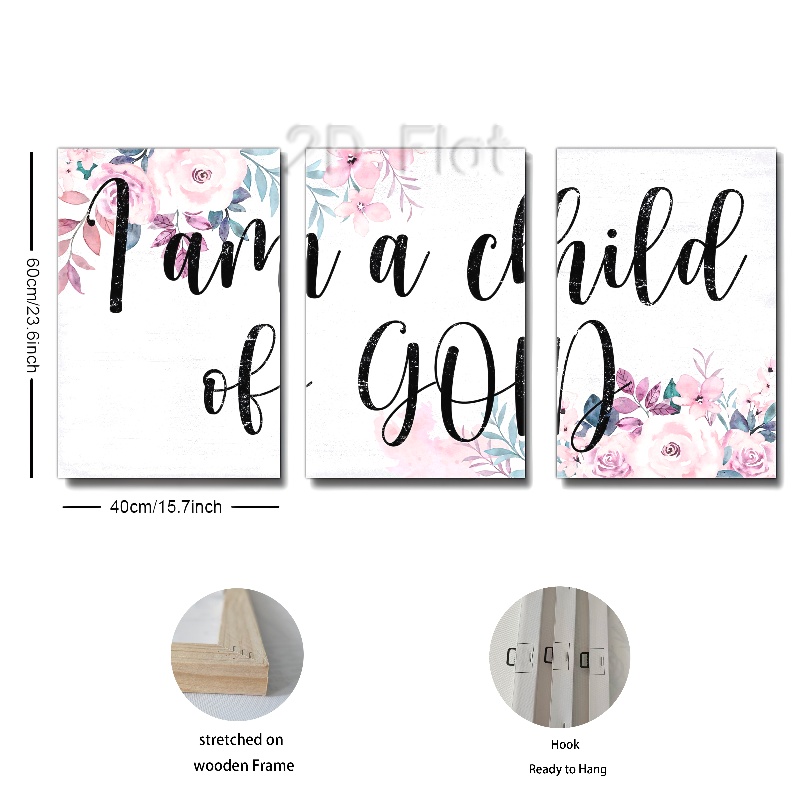 2D Flat
I am a child
of GOD
60cm/23.6inch
40cm/15.7inch
stretched on
wooden Frame
Hook
Ready to Hang